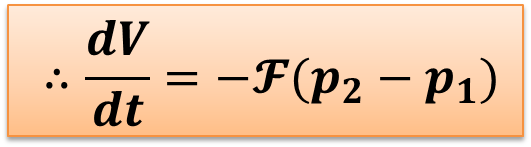 ∴ dV/dt = −ℱ(p₂ − p₁)